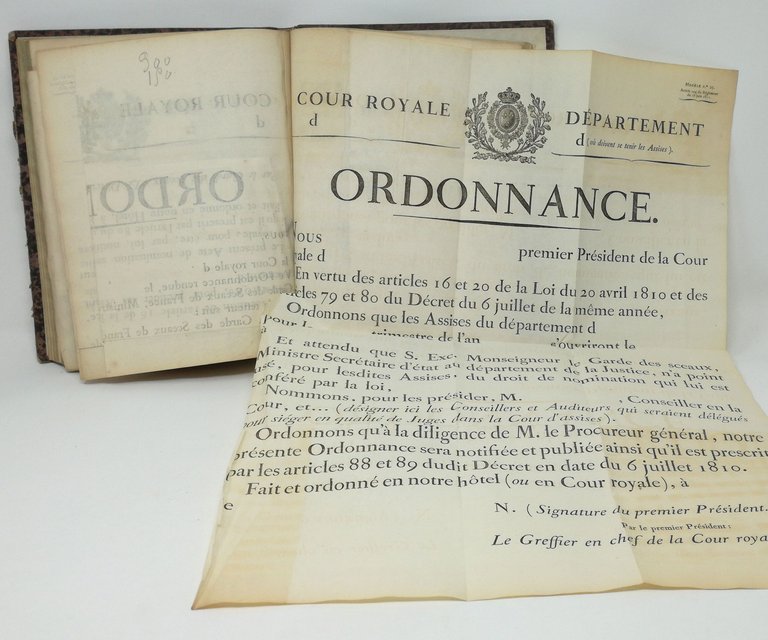 300
COUR ROYALE
d
DÉPARTEMENT
d (où doivent se tenir les Assises).
ORDONNANCE.
ous
ale d premier Président de la Cour
En vertu des articles 16 et 20 de la Loi du 20 avril 1810 et des
icles 79 et 80 du Décret du 6 juillet de la même année,
Ordonnons que les Assises du département d
pour le trimestre de l'an s'ouvriront le
à
Et attendu que S. Exc. Monseigneur le Garde des sceaux,
Ministre Secrétaire d'état au département de la Justice, n'a point
usé, pour lesdites Assises, du droit de nomination qui lui est
conféré par la loi,
Nommons, pour les présider, M. , Conseiller en la
Cour, et... (désigner ici les Conseillers et Auditeurs qui seraient délégués
pour siéger en qualité de Juges dans la Cour d'assises).
Ordonnons qu'à la diligence de M. le Procureur général, notre
présente Ordonnance sera notifiée et publiée ainsi qu'il est prescrit
par les articles 88 et 89 dudit Décret en date du 6 juillet 1810.
Fait et ordonné en notre hôtel (ou en Cour royale), à
e
N. (Signature du premier Président.
Par le premier Président:
Le Greffier en chef de la Cour roya